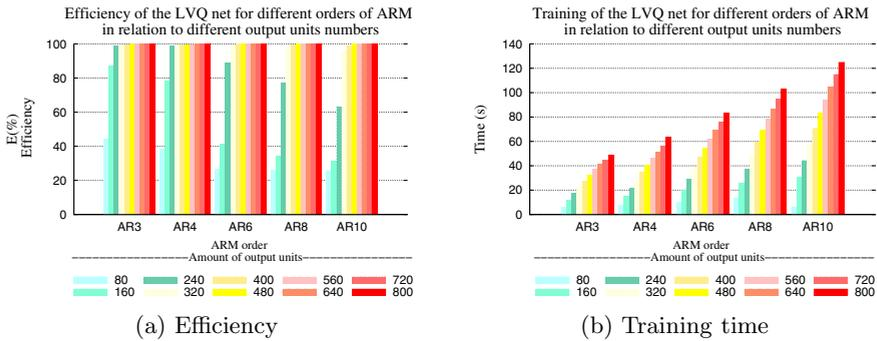 Efficiency of the LVQ net for different orders of ARM
in relation to different output units numbers
100
80
60
40
20
0
E(%)
Efficiency
AR3 AR4 AR6 AR8 AR10
ARM order
Amount of output units
80 240 400 560 720
160 320 480 640 800
(a) Efficiency
Training of the LVQ net for different orders of ARM
in relation to different output units numbers
140
120
100
80
60
40
20
0
Time (s)
AR3 AR4 AR6 AR8 AR10
ARM order
Amount of output units
80 240 400 560 720
160 320 480 640 800
(b) Training time